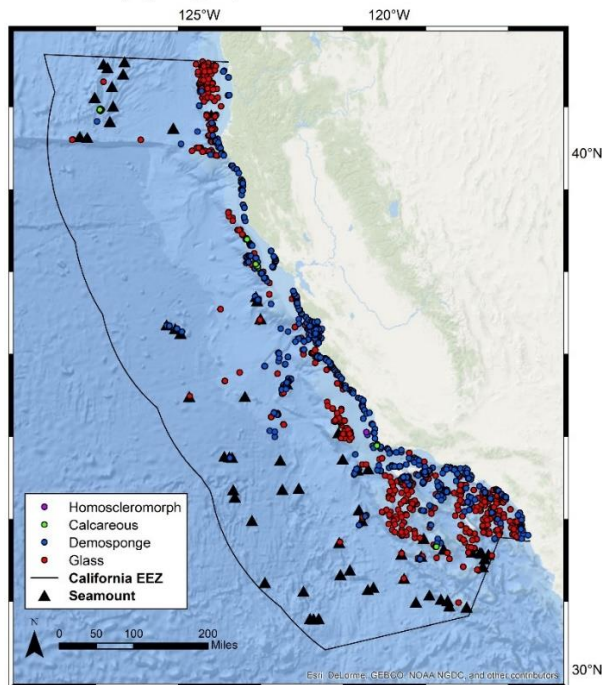 125°W 120°W
40°N
Homoscleromorph
Calcareous
Demosponge
Glass
California EEZ
Seamount
N
0 50 100 200
Miles
30°N
Esri, DeLorme, GEBCO, NOAA NGDC, and other contributors